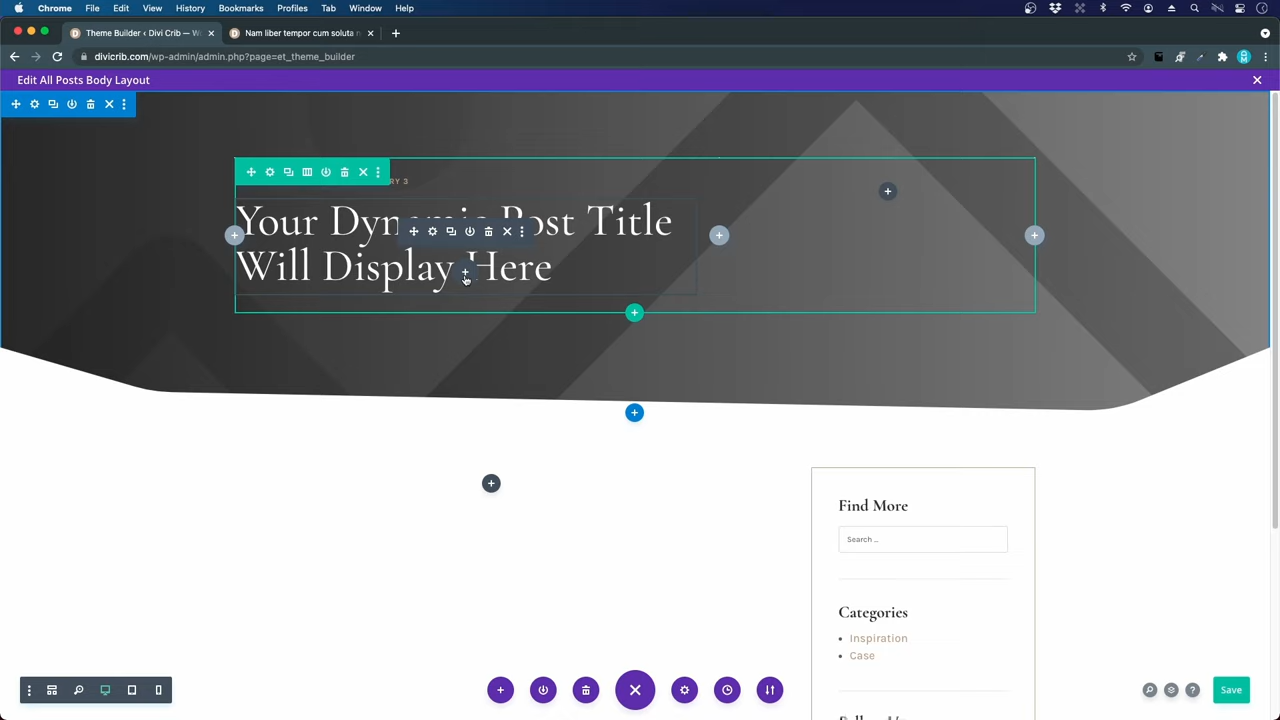 Chrome File Edit View History Bookmarks Profiles Tab Window Help
Theme Builder ‹ Divi Crib — W
Nam liber tempor cum soluta n
divicrib.com/wp-admin/admin.php?page=et_theme_builder
Edit All Posts Body Layout
RY 3
Your Dynamic Post Title
Will Display Here
Find More
Search ...
Categories
Inspiration
Case
Save